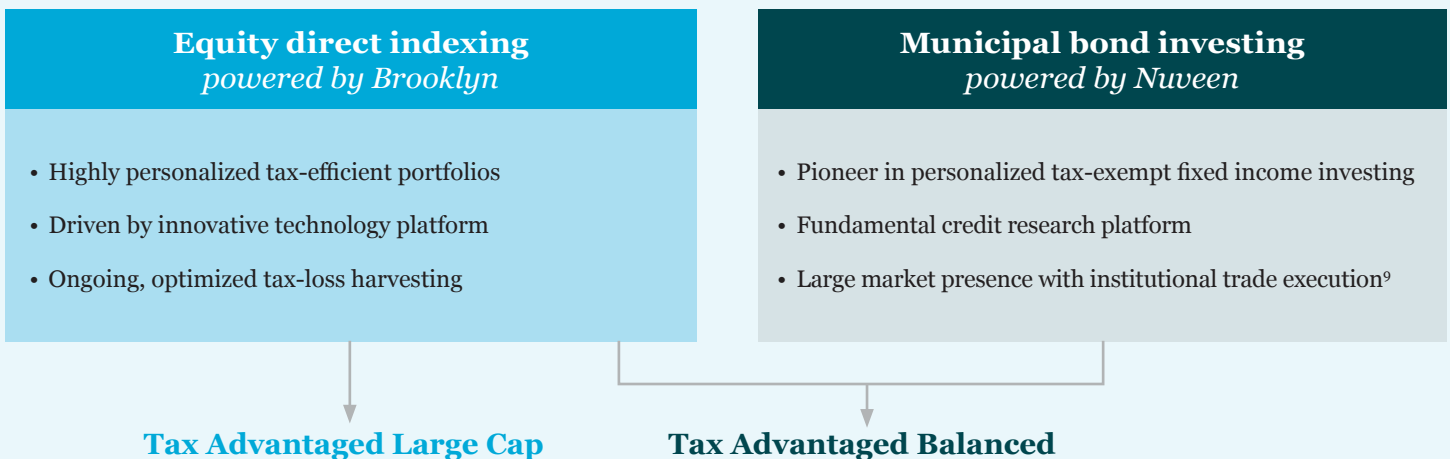 Equity direct indexing
powered by Brooklyn
• Highly personalized tax-efficient portfolios
• Driven by innovative technology platform
• Ongoing, optimized tax-loss harvesting
Municipal bond investing
powered by Nuveen
• Pioneer in personalized tax-exempt fixed income investing
• Fundamental credit research platform
• Large market presence with institutional trade execution⁹
Tax Advantaged Large Cap
Tax Advantaged Balanced